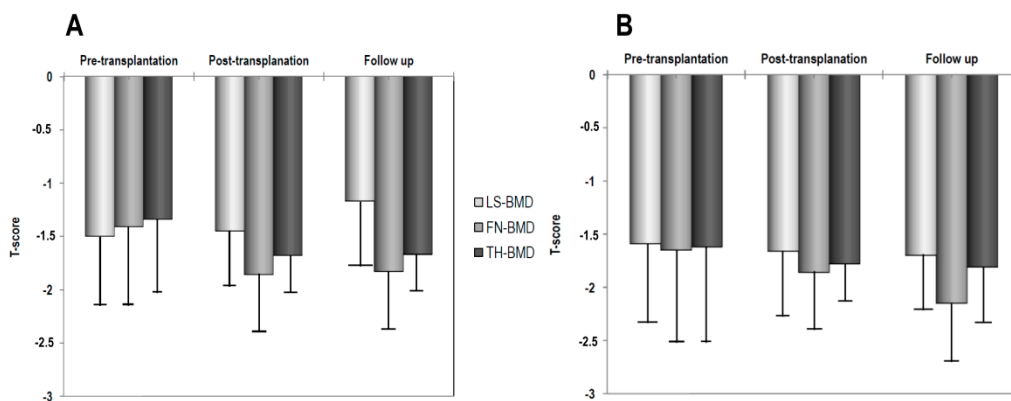 A
Pre-transplantation Post-transplanation Follow up
0
-0.5
-1
-1.5
-2
-2.5
-3
T-score
LS-BMD
FN-BMD
TH-BMD
B
Pre-transplantation Post-transplanation Follow up
0
-0.5
-1
-1.5
-2
-2.5
-3
T-score